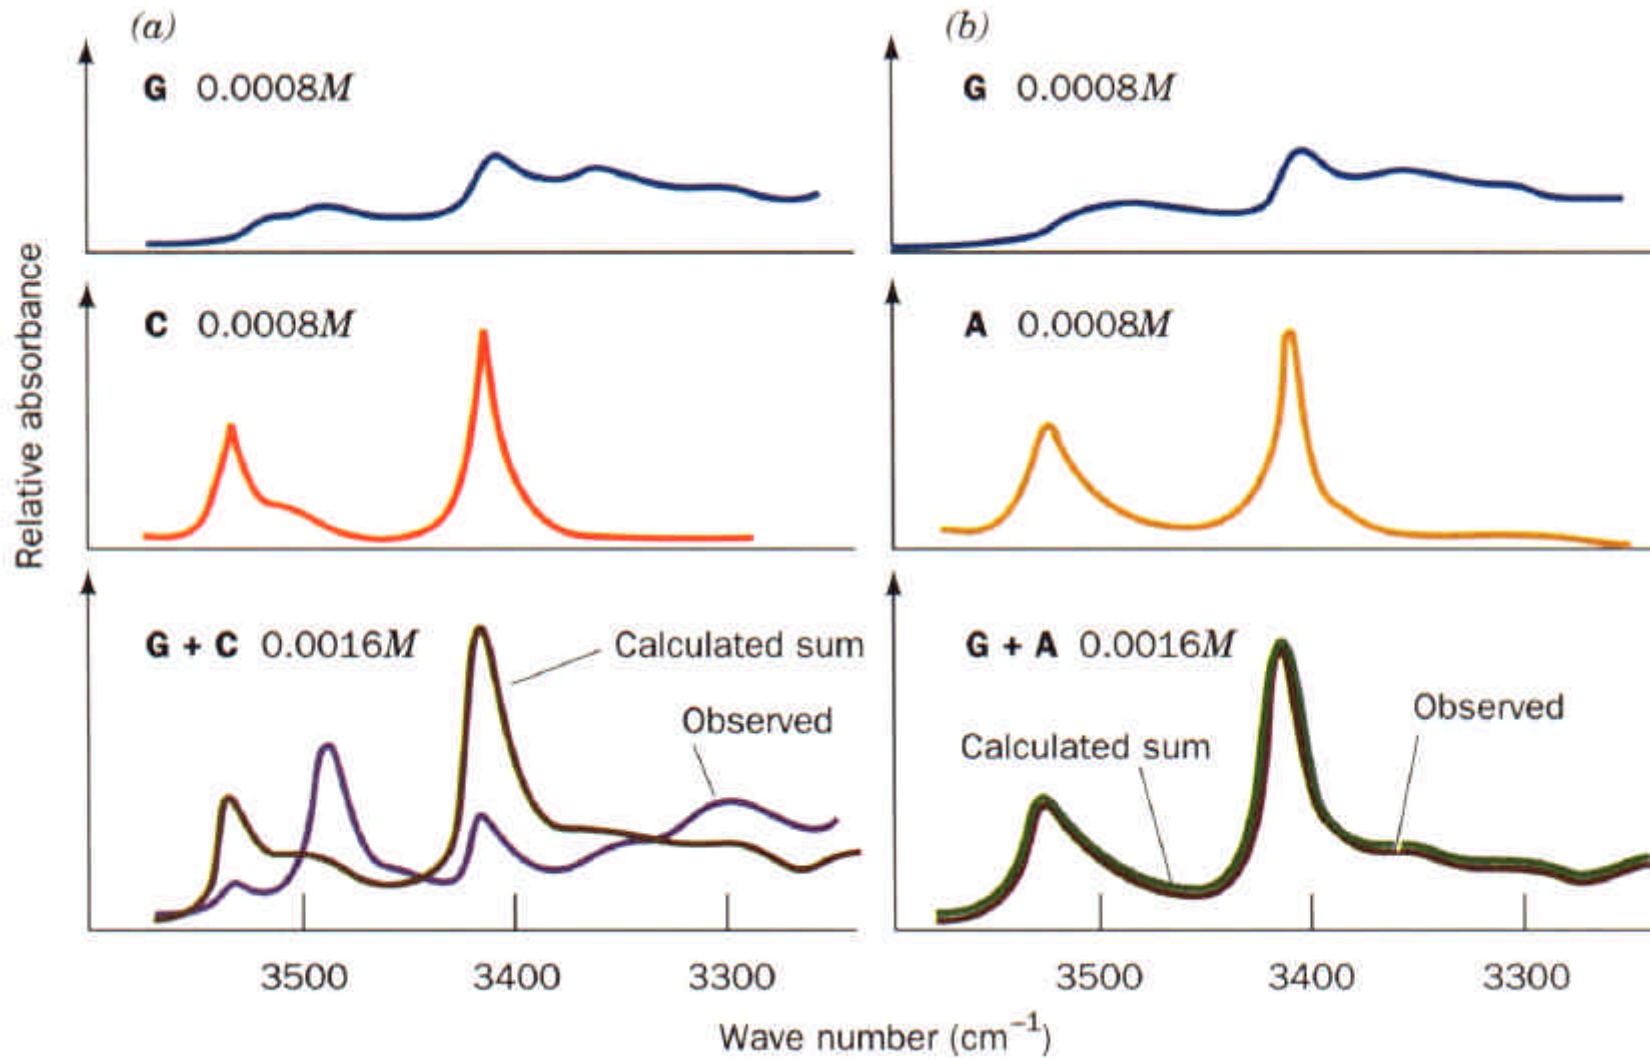 (a)
G 0.0008M
C 0.0008M
G + C 0.0016M
Calculated sum
Observed
(b)
G 0.0008M
A 0.0008M
G + A 0.0016M
Observed
Calculated sum
Relative absorbance
3500 3400 3300
3500 3400 3300
Wave number (cm⁻¹)